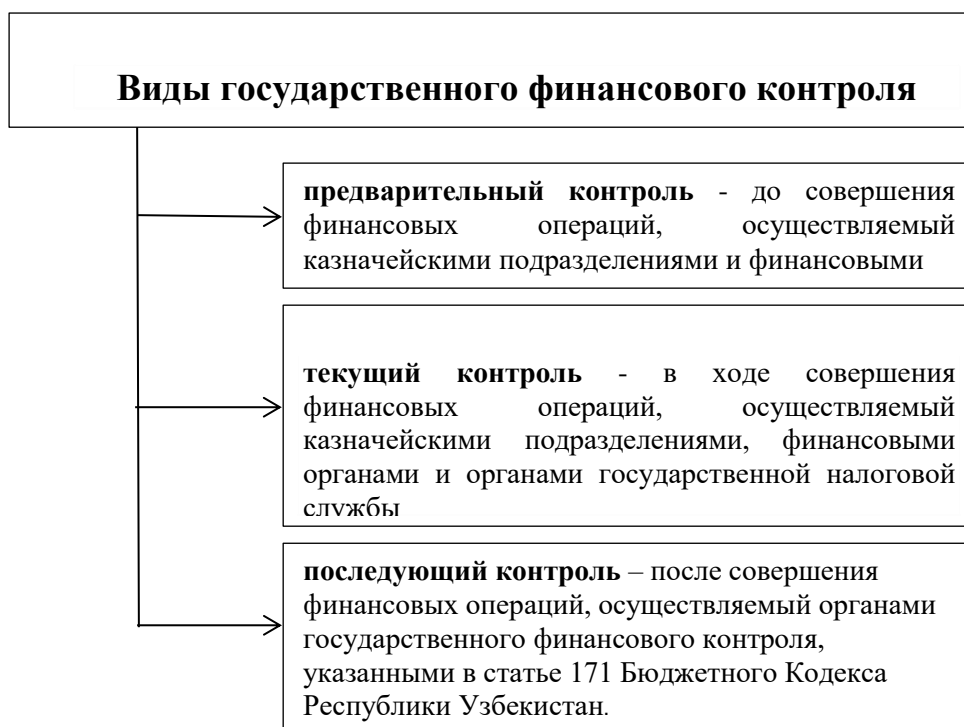 Виды государственного финансового контроля
предварительный контроль - до совершения
финансовых операций, осуществляемый
казначейскими подразделениями и финансовыми
текущий контроль - в ходе совершения
финансовых операций, осуществляемый
казначейскими подразделениями, финансовыми
органами и органами государственной налоговой
службы
последующий контроль – после совершения
финансовых операций, осуществляемый органами
государственного финансового контроля,
указанными в статье 171 Бюджетного Кодекса
Республики Узбекистан.